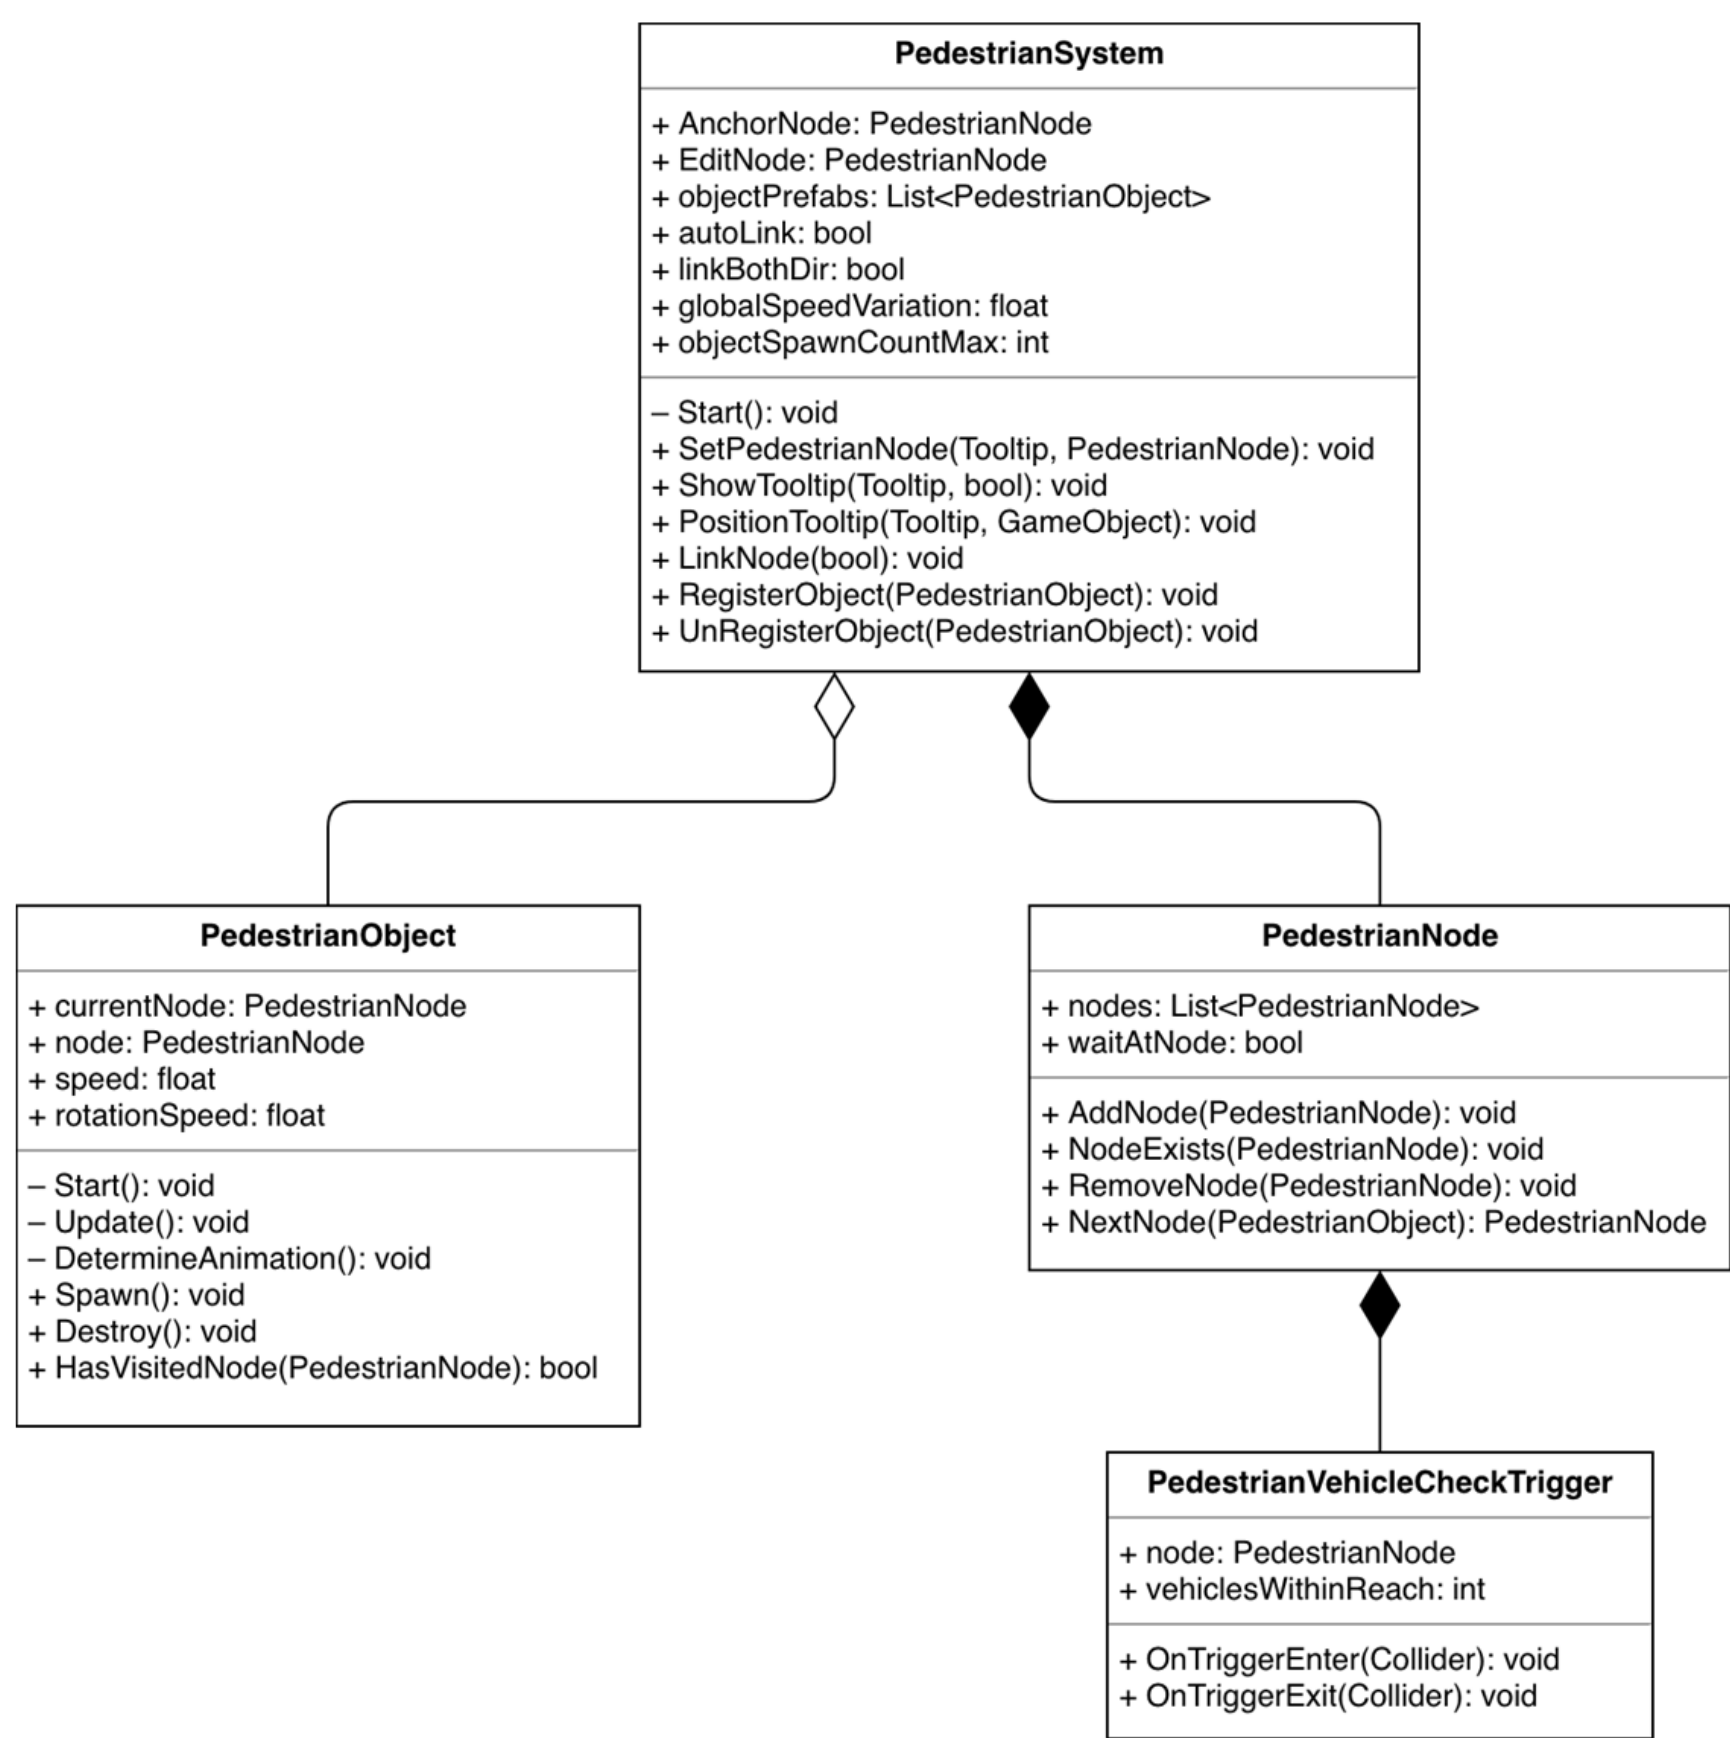 PedestrianSystem
+ AnchorNode: PedestrianNode
+ EditNode: PedestrianNode
+ objectPrefabs: List<PedestrianObject>
+ autoLink: bool
+ linkBothDir: bool
+ globalSpeedVariation: float
+ objectSpawnCountMax: int
– Start(): void
+ SetPedestrianNode(Tooltip, PedestrianNode): void
+ ShowTooltip(Tooltip, bool): void
+ PositionTooltip(Tooltip, GameObject): void
+ LinkNode(bool): void
+ RegisterObject(PedestrianObject): void
+ UnRegisterObject(PedestrianObject): void
PedestrianObject
+ currentNode: PedestrianNode
+ node: PedestrianNode
+ speed: float
+ rotationSpeed: float
– Start(): void
– Update(): void
– DetermineAnimation(): void
+ Spawn(): void
+ Destroy(): void
+ HasVisitedNode(PedestrianNode): bool
PedestrianNode
+ nodes: List<PedestrianNode>
+ waitAtNode: bool
+ AddNode(PedestrianNode): void
+ NodeExists(PedestrianNode): void
+ RemoveNode(PedestrianNode): void
+ NextNode(PedestrianObject): PedestrianNode
PedestrianVehicleCheckTrigger
+ node: PedestrianNode
+ vehiclesWithinReach: int
+ OnTriggerEnter(Collider): void
+ OnTriggerExit(Collider): void